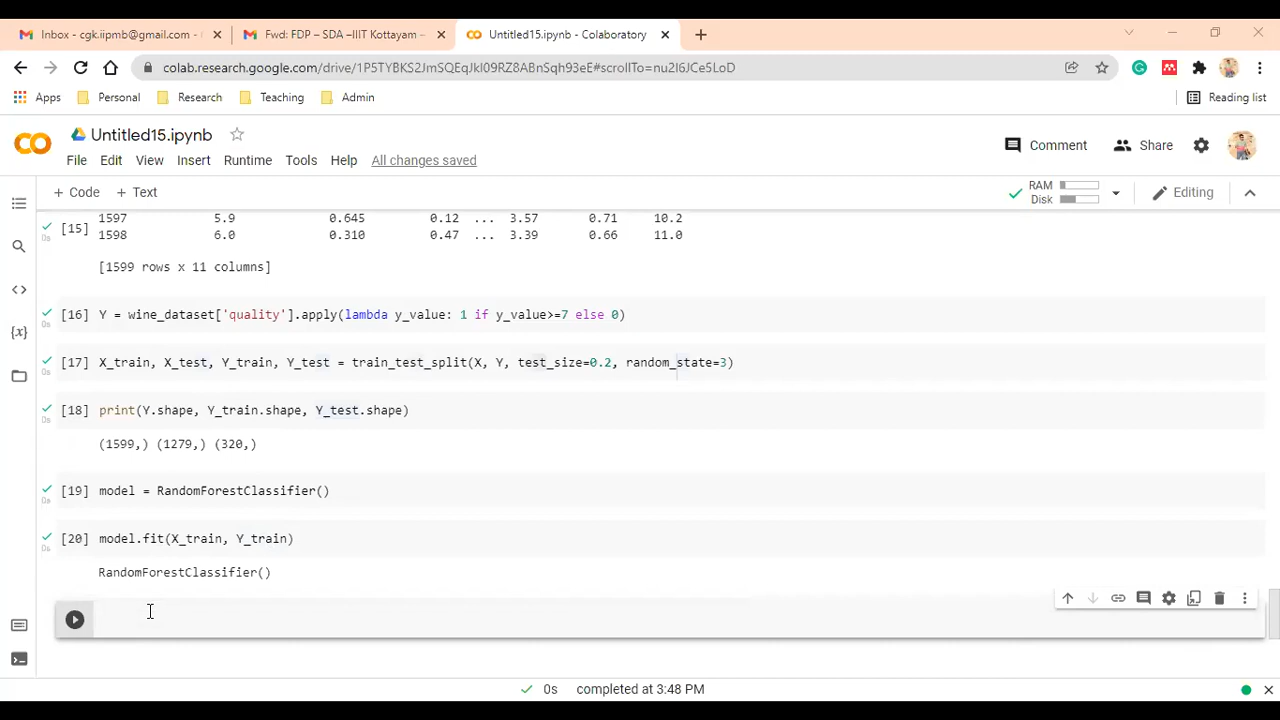 Inbox - cgk.iipmb@gmail.com -
Fwd: FDP – SDA –IIIT Kottayam –
Untitled15.ipynb - Colaboratory
colab.research.google.com/drive/1P5TYBKS2JmSQEqJkl09RZ8ABnSqh93eE#scrollTo=nu2I6JCe5LoD
Apps Personal Research Teaching Admin Reading list
Untitled15.ipynb
Comment Share
File Edit View Insert Runtime Tools Help All changes saved
+ Code + Text
RAM
Disk
Editing
1597 5.9 0.645 0.12 ... 3.57 0.71 10.2
[15]
1598 6.0 0.310 0.47 ... 3.39 0.66 11.0
[1599 rows x 11 columns]
[16] Y = wine_dataset['quality'].apply(lambda y_value: 1 if y_value>=7 else 0)
0s
[17] X_train, X_test, Y_train, Y_test = train_test_split(X, Y, test_size=0.2, random_state=3)
0s
[18] print(Y.shape, Y_train.shape, Y_test.shape)
0s
(1599,) (1279,) (320,)
[19] model = RandomForestClassifier()
0s
[20] model.fit(X_train, Y_train)
0s
RandomForestClassifier()
0s completed at 3:48 PM